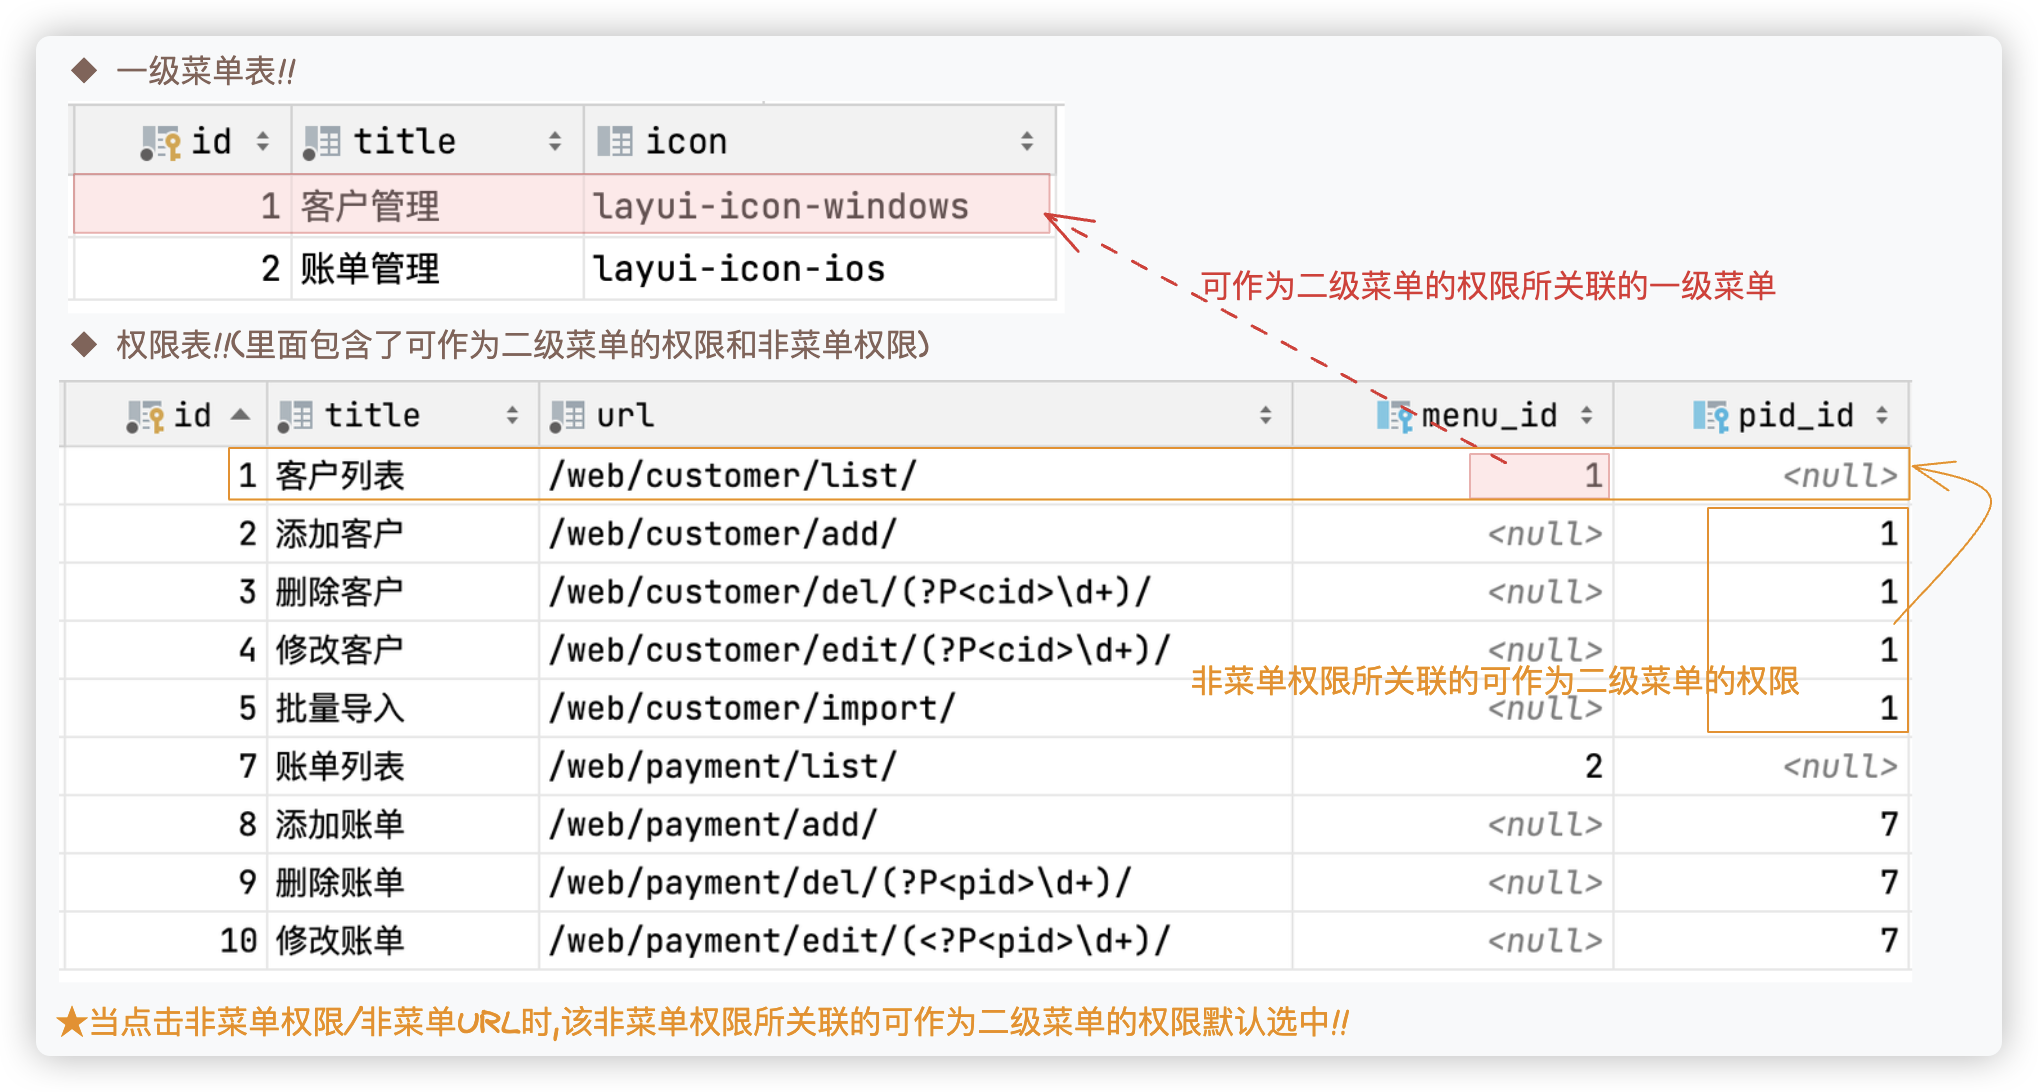 ◆ 一级菜单表!!
id title icon
1 客户管理 layui-icon-windows
2 账单管理 layui-icon-ios
可作为二级菜单的权限所关联的一级菜单
◆ 权限表!!(里面包含了可作为二级菜单的权限和非菜单权限)
id title url menu_id pid_id
1 客户列表 /web/customer/list/ 1 <null>
2 添加客户 /web/customer/add/ <null> 1
3 删除客户 /web/customer/del/(?P<cid>\d+)/ <null> 1
4 修改客户 /web/customer/edit/(?P<cid>\d+)/ <null> 1
非菜单权限所关联的可作为二级菜单的权限
5 批量导入 /web/customer/import/ <null> 1
7 账单列表 /web/payment/list/ 2 <null>
8 添加账单 /web/payment/add/ <null> 7
9 删除账单 /web/payment/del/(?P<pid>\d+)/ <null> 7
10 修改账单 /web/payment/edit/(<?P<pid>\d+)/ <null> 7
★当点击非菜单权限/非菜单URL时,该非菜单权限所关联的可作为二级菜单的权限默认选中!!